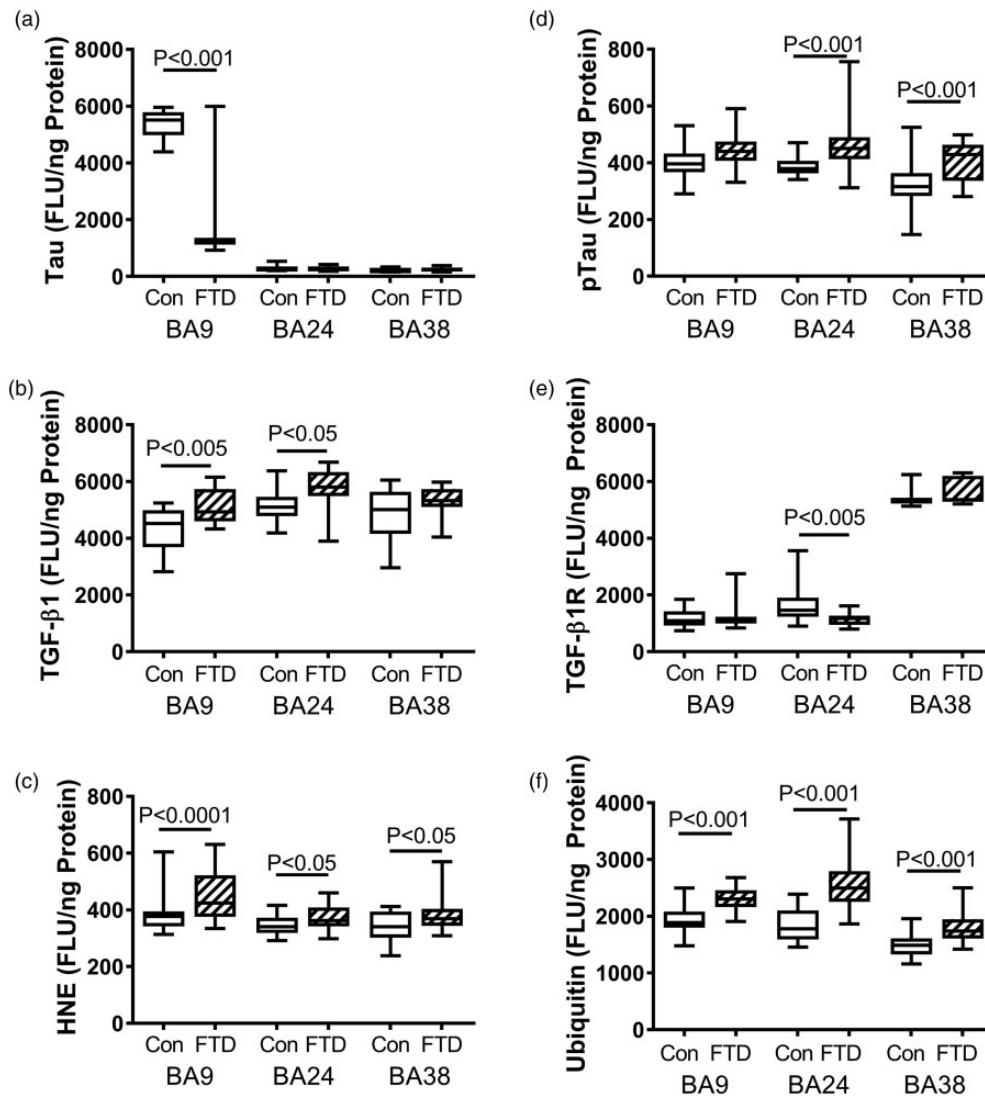 (a)
Tau (FLU/ng Protein)
8000
6000
4000
2000
0
P<0.001
Con FTD Con FTD Con FTD
BA9 BA24 BA38
(d)
pTau (FLU/ng Protein)
800
600
400
200
0
P<0.001
P<0.001
Con FTD Con FTD Con FTD
BA9 BA24 BA38
(b)
TGF-β1 (FLU/ng Protein)
8000
6000
4000
2000
0
P<0.005
P<0.05
Con FTD Con FTD Con FTD
BA9 BA24 BA38
(e)
TGF-β1R (FLU/ng Protein)
8000
6000
4000
2000
0
P<0.005
Con FTD Con FTD Con FTD
BA9 BA24 BA38
(c)
HNE (FLU/ng Protein)
800
600
400
200
0
P<0.0001
P<0.05
P<0.05
Con FTD Con FTD Con FTD
BA9 BA24 BA38
(f)
Ubiquitin (FLU/ng Protein)
4000
3000
2000
1000
0
P<0.001
P<0.001
P<0.001
Con FTD Con FTD Con FTD
BA9 BA24 BA38